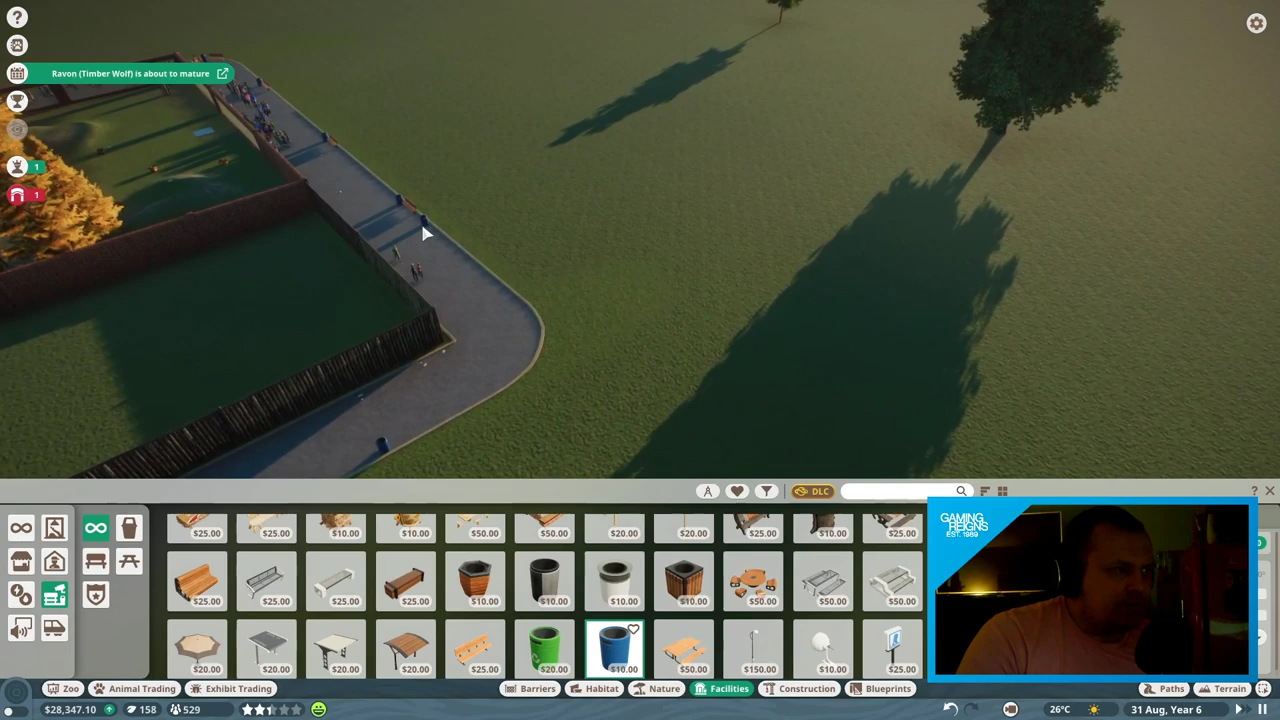 Ravon (Timber Wolf) is about to mature
1
1
DLC
$25.00 $25.00 $10.00 $10.00 $50.00 $50.00 $20.00 $20.00 $25.00 $10.00 $50.00
$25.00 $25.00 $25.00 $25.00 $10.00 $10.00 $10.00 $10.00 $50.00 $50.00 $50.00
$20.00 $20.00 $20.00 $20.00 $25.00 $20.00 $10.00 $50.00 $150.00 $10.00 $25.00
GAMING
REIGNS
EST. 1989
Zoo Animal Trading Exhibit Trading Barriers Habitat Nature Facilities Construction Blueprints Paths Terrain
$28,347.10 158 529 26°C 31 Aug, Year 6